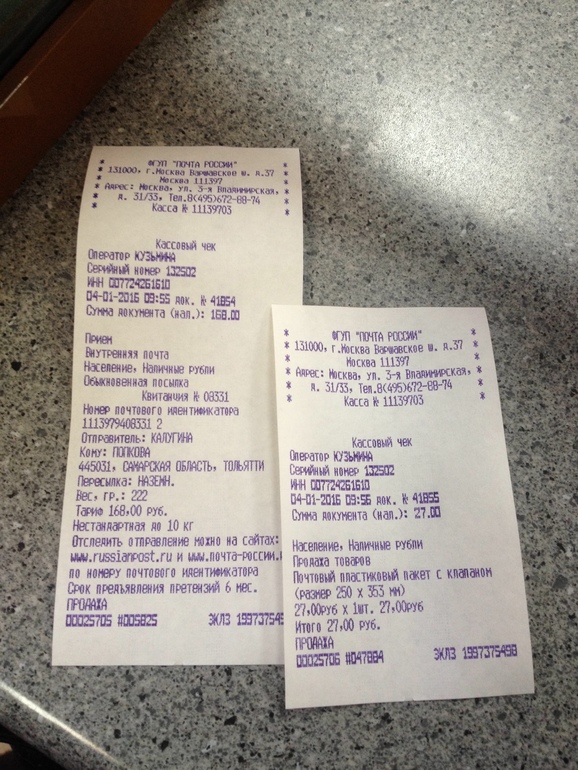 ФГУП "ПОЧТА РОССИИ"
131000, г.Москва Варшавское ш. д.37
Москва 111397
* Адрес: Москва, ул. 3-я Владимирская, *
* д. 31/33, Тел.8(495)672-88-74 *
* Касса № 11139703 *
Кассовый чек
Оператор КУЗЬМИНА
Серийный номер 132502
ИНН 007724261610
04-01-2016 09:55 док. № 41854
Сумма документа (нал.): 168.00
Прием
Внутренняя почта
Население, Наличные рубли
Обыкновенная посылка
Квитанция № 08331
Номер почтового идентификатора
1113979408331 2
Отправитель: КАЛУГИНА
Кому: ПОПКОВА
445031, САМАРСКАЯ ОБЛАСТЬ, ТОЛЬЯТТИ
Пересылка: НАЗЕМН.
Вес, гр.: 222
Тариф 168,00 руб.
Нестандартная до 10 кг
Отследить отправление можно на сайтах:
www.russianpost.ru и www.почта-россии.
по номеру почтового идентификатора
Срок предъявления претензий 6 мес.
ПРОДАЖА
00025705 #005825 ЭКЛЗ 199737549
ФГУП "ПОЧТА РОССИИ"
131000, г.Москва Варшавское ш. д.37
Москва 111397
* Адрес: Москва, ул. 3-я Владимирская, *
* д. 31/33, Тел.8(495)672-88-74 *
* Касса № 11139703 *
Кассовый чек
Оператор КУЗЬМИНА
Серийный номер 132502
ИНН 007724261610
04-01-2016 09:56 док. № 41855
Сумма документа (нал.): 27.00
Население, Наличные рубли
Продажа товаров
Почтовый пластиковый пакет с клапаном
(размер 250 x 353 мм)
27,00руб x 1шт. 27,00руб
Итого 27,00 руб.
ПРОДАЖА
00025706 #047884 ЭКЛЗ 1997375498